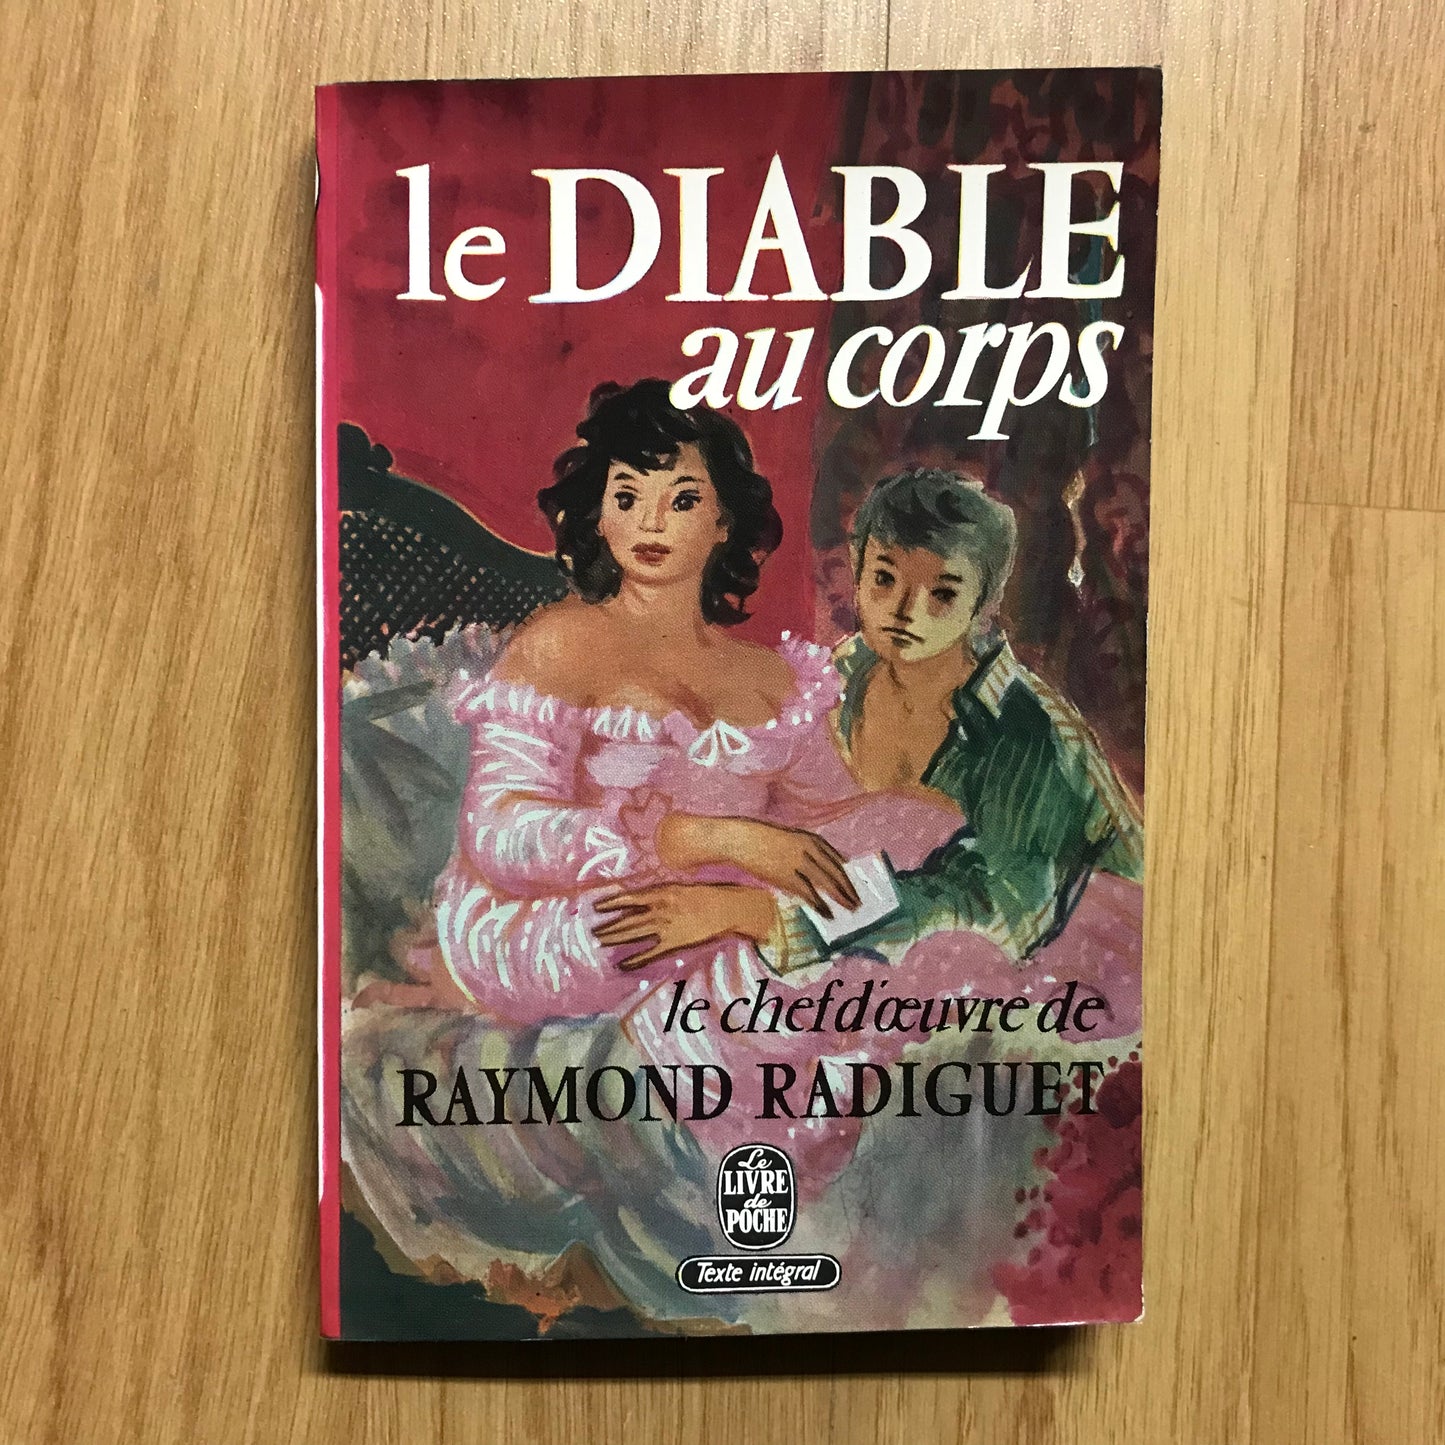 le DIABLE
au corps
le chef d'œuvre de
RAYMOND RADIGUET
Le
LIVRE
de
POCHE
Texte intégral